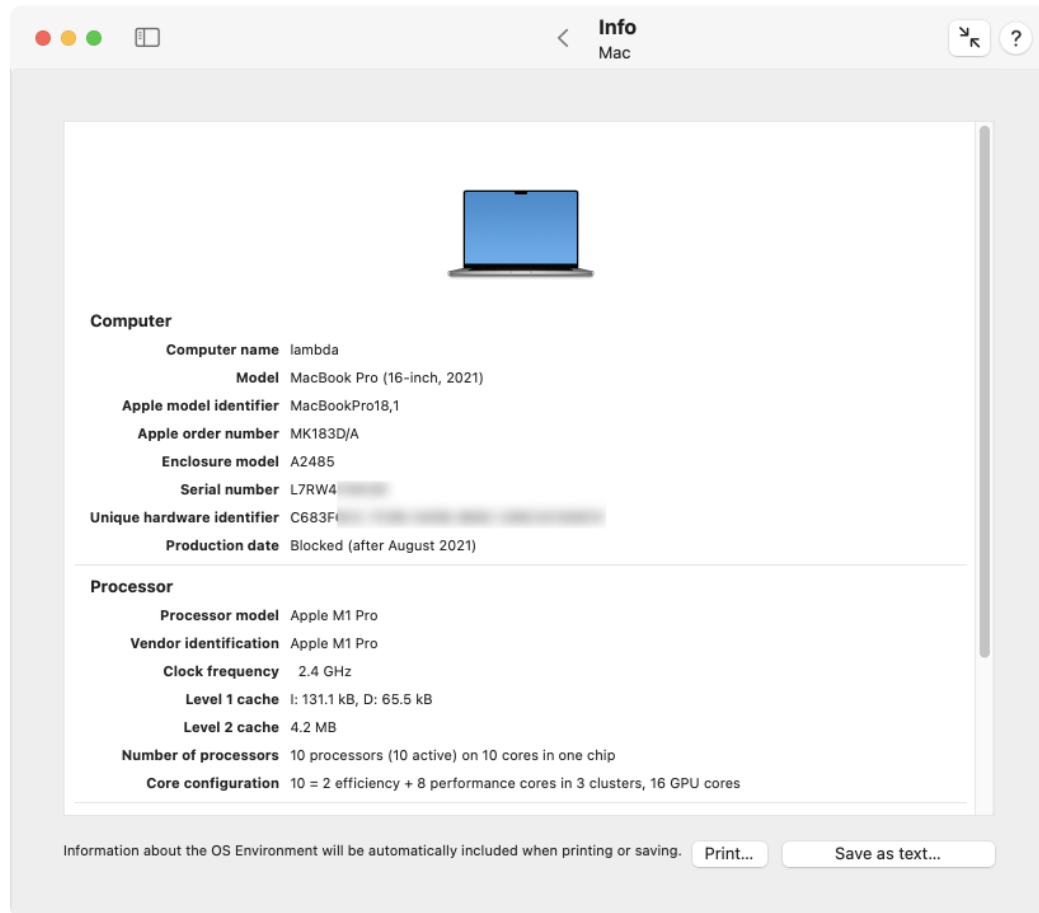 Info
Mac
?
Computer
Computer name lambda
Model MacBook Pro (16-inch, 2021)
Apple model identifier MacBookPro18,1
Apple order number MK183D/A
Enclosure model A2485
Serial number L7RW4
Unique hardware identifier C683F
Production date Blocked (after August 2021)
Processor
Processor model Apple M1 Pro
Vendor identification Apple M1 Pro
Clock frequency 2.4 GHz
Level 1 cache I: 131.1 kB, D: 65.5 kB
Level 2 cache 4.2 MB
Number of processors 10 processors (10 active) on 10 cores in one chip
Core configuration 10 = 2 efficiency + 8 performance cores in 3 clusters, 16 GPU cores
Information about the OS Environment will be automatically included when printing or saving. Print... Save as text...